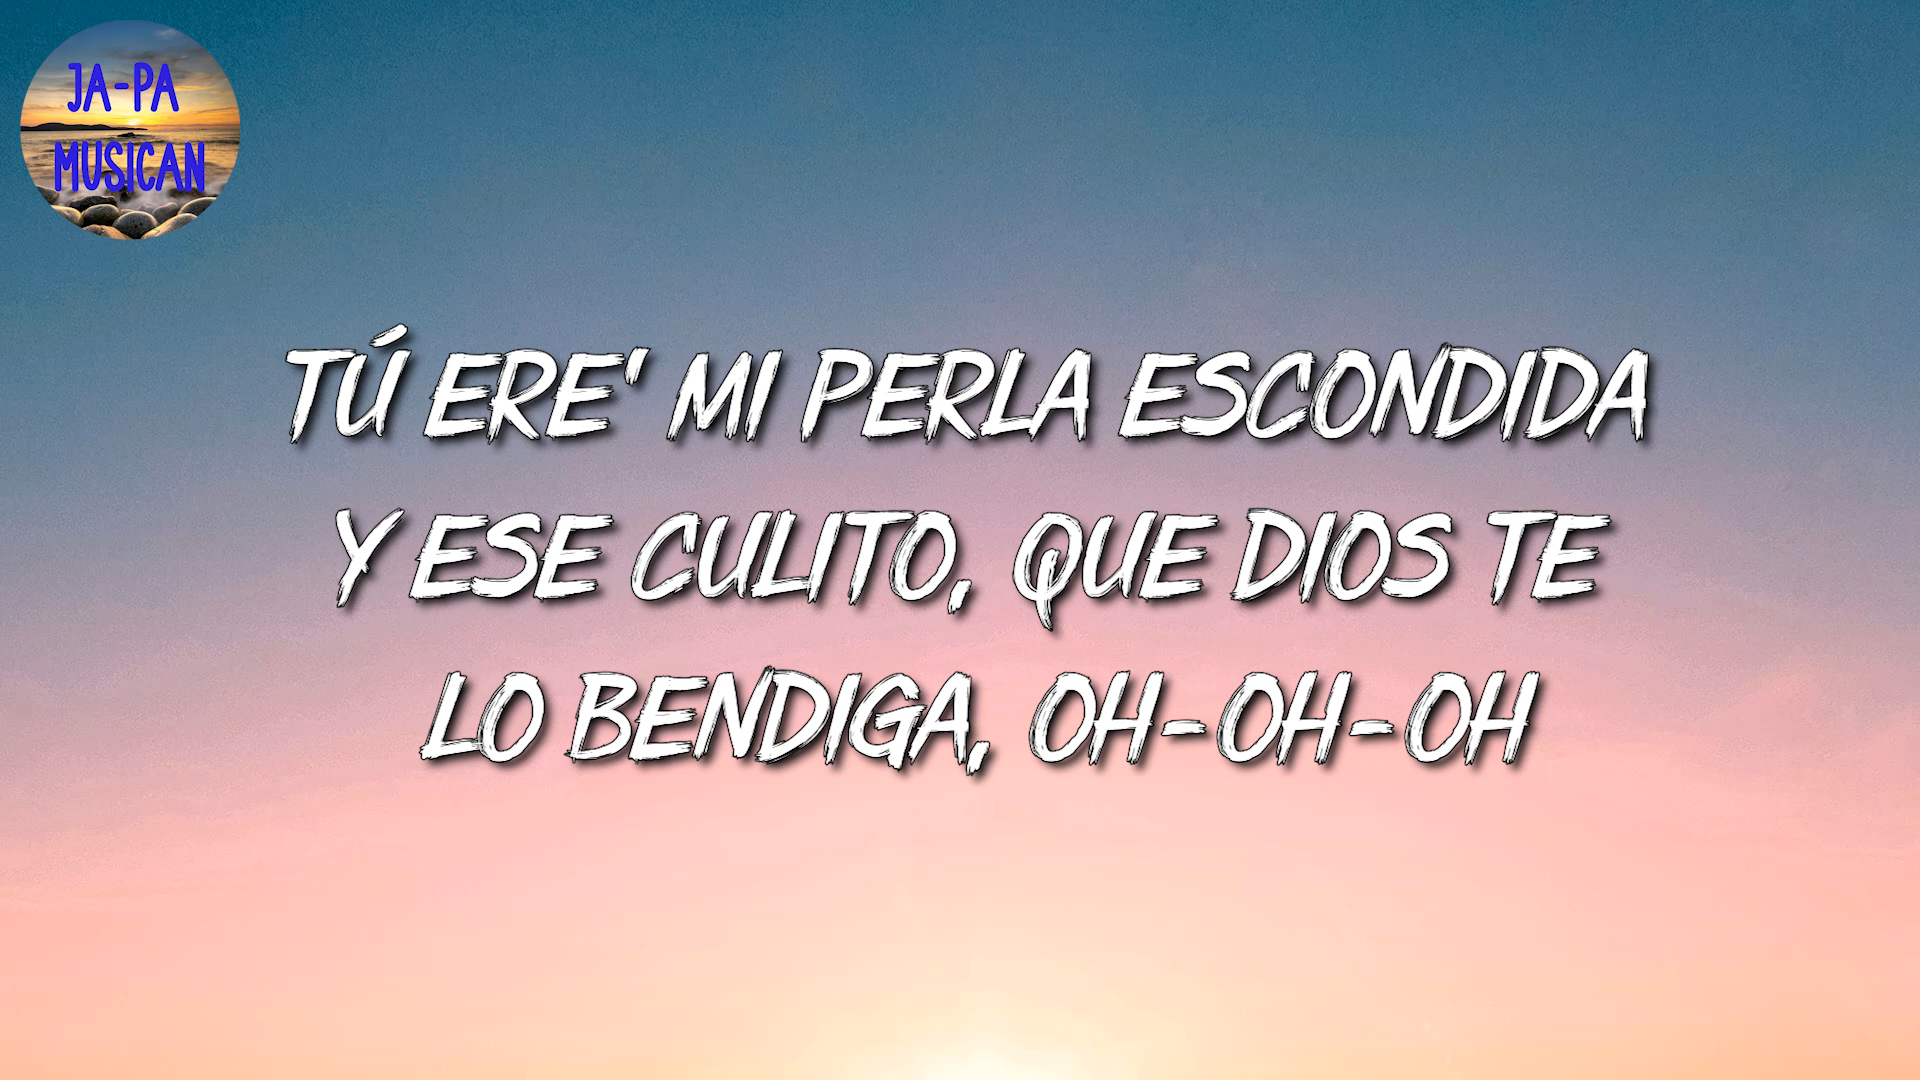 JA-PA
MUSICAN
TÚ ERE' MI PERLA ESCONDIDA
Y ESE CULITO, QUE DIOS TE
LO BENDIGA, OH-OH-OH